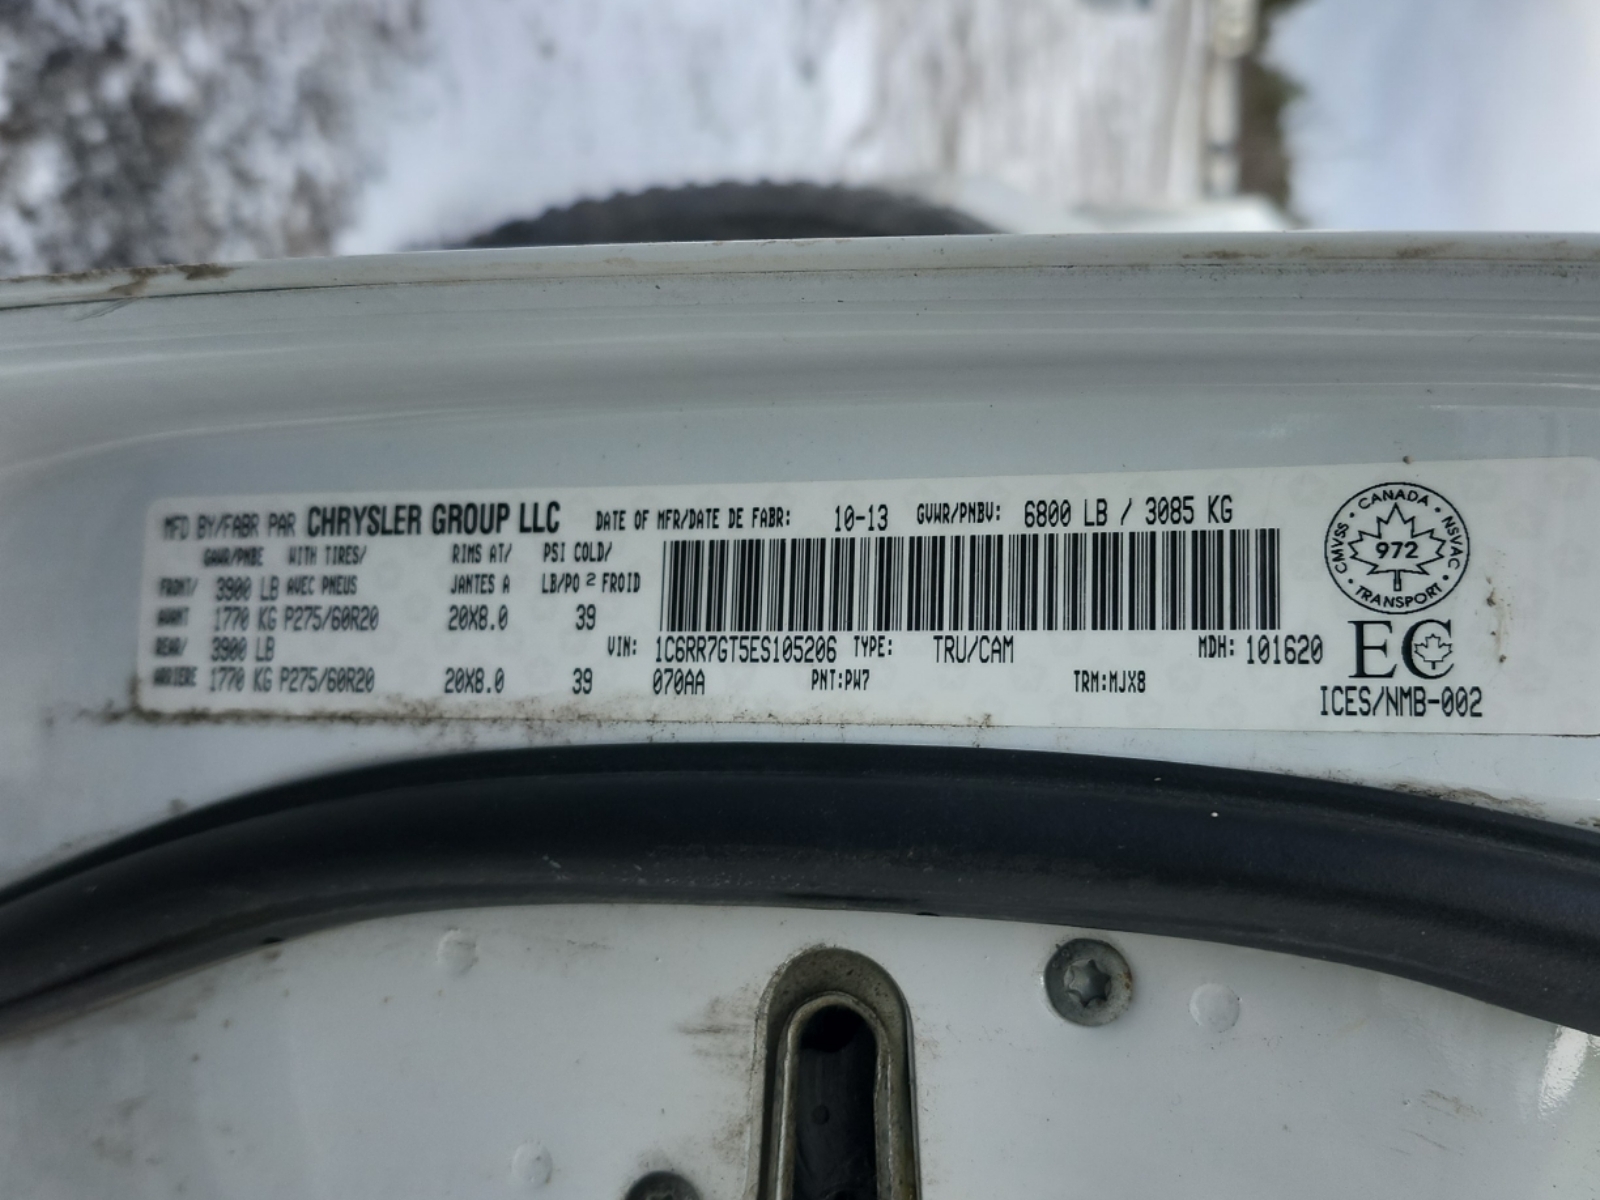 MFD BY/FABR PAR CHRYSLER GROUP LLC DATE OF MFR/DATE DE FABR: 10-13 GVWR/PNBV: 6800 LB / 3085 KG
GAWR/PNBE WITH TIRES/ RIMS AT/ PSI COLD/
FRONT/ 3900 LB AVEC PNEUS JANTES A LB/PO 2 FROID
AVANT 1770 KG P275/60R20 20X8.0 39
REAR/ 3900 LB VIN: 1C6RR7GT5ES105206 TYPE: TRU/CAM MDH: 101620
ARRIERE 1770 KG P275/60R20 20X8.0 39 070AA PNT:PW7 TRM:MJX8
CMVSS · CANADA · NSVAC
972
· TRANSPORT ·
EC
ICES/NMB-002